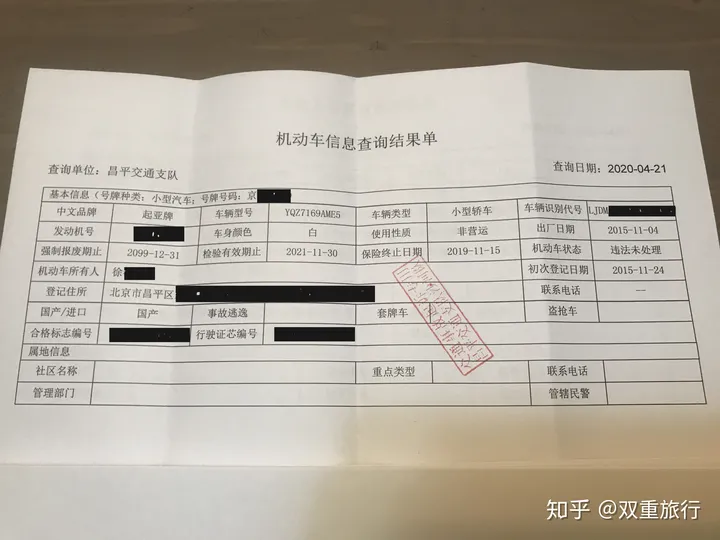 机动车信息查询结果单
查询单位：昌平交通支队 查询日期：2020-04-21
基本信息（号牌种类：小型汽车；号牌号码：京
中文品牌 起亚牌 车辆型号 YQZ7169AME5 车辆类型 小型轿车 车辆识别代号 LJDM
发动机号 车身颜色 白 使用性质 非营运 出厂日期 2015-11-04
强制报废期止 2099-12-31 检验有效期止 2021-11-30 保险终止日期 2019-11-15 机动车状态 违法未处理
机动车所有人 徐 初次登记日期 2015-11-24
登记住所 北京市昌平区 联系电话 --
国产/进口 国产 事故逃逸 套牌车 盗抢车
合格标志编号 行驶证芯编号
属地信息
社区名称 重点类型 联系电话
管理部门 管辖民警
知乎 @双重旅行